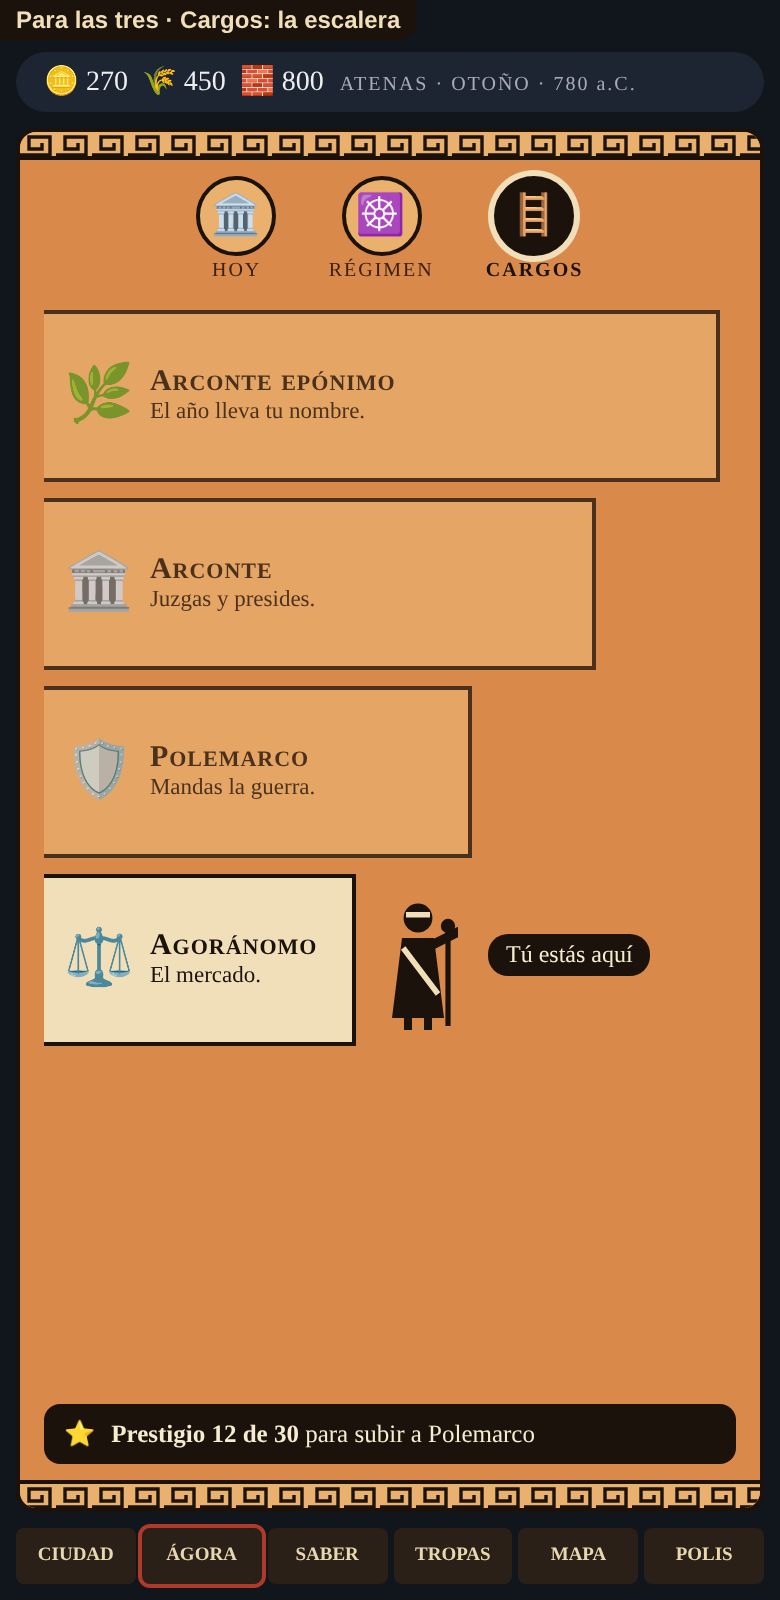 Para las tres · Cargos: la escalera
270 450 800 ATENAS · OTOÑO · 780 a.C.
HOY RÉGIMEN CARGOS
Arconte epónimo
El año lleva tu nombre.
Arconte
Juzgas y presides.
Polemarco
Mandas la guerra.
Agoránomo
El mercado.
Tú estás aquí
Prestigio 12 de 30 para subir a Polemarco
CIUDAD ÁGORA SABER TROPAS MAPA POLIS